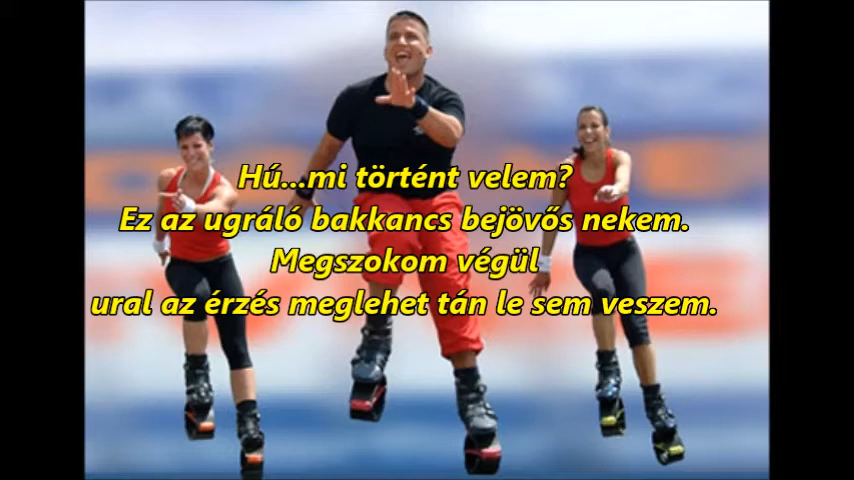 Hú...mi történt velem?
Ez az ugráló bakkancs bejövős nekem.
Megszokom végül
ural az érzés meglehet tán le sem veszem.